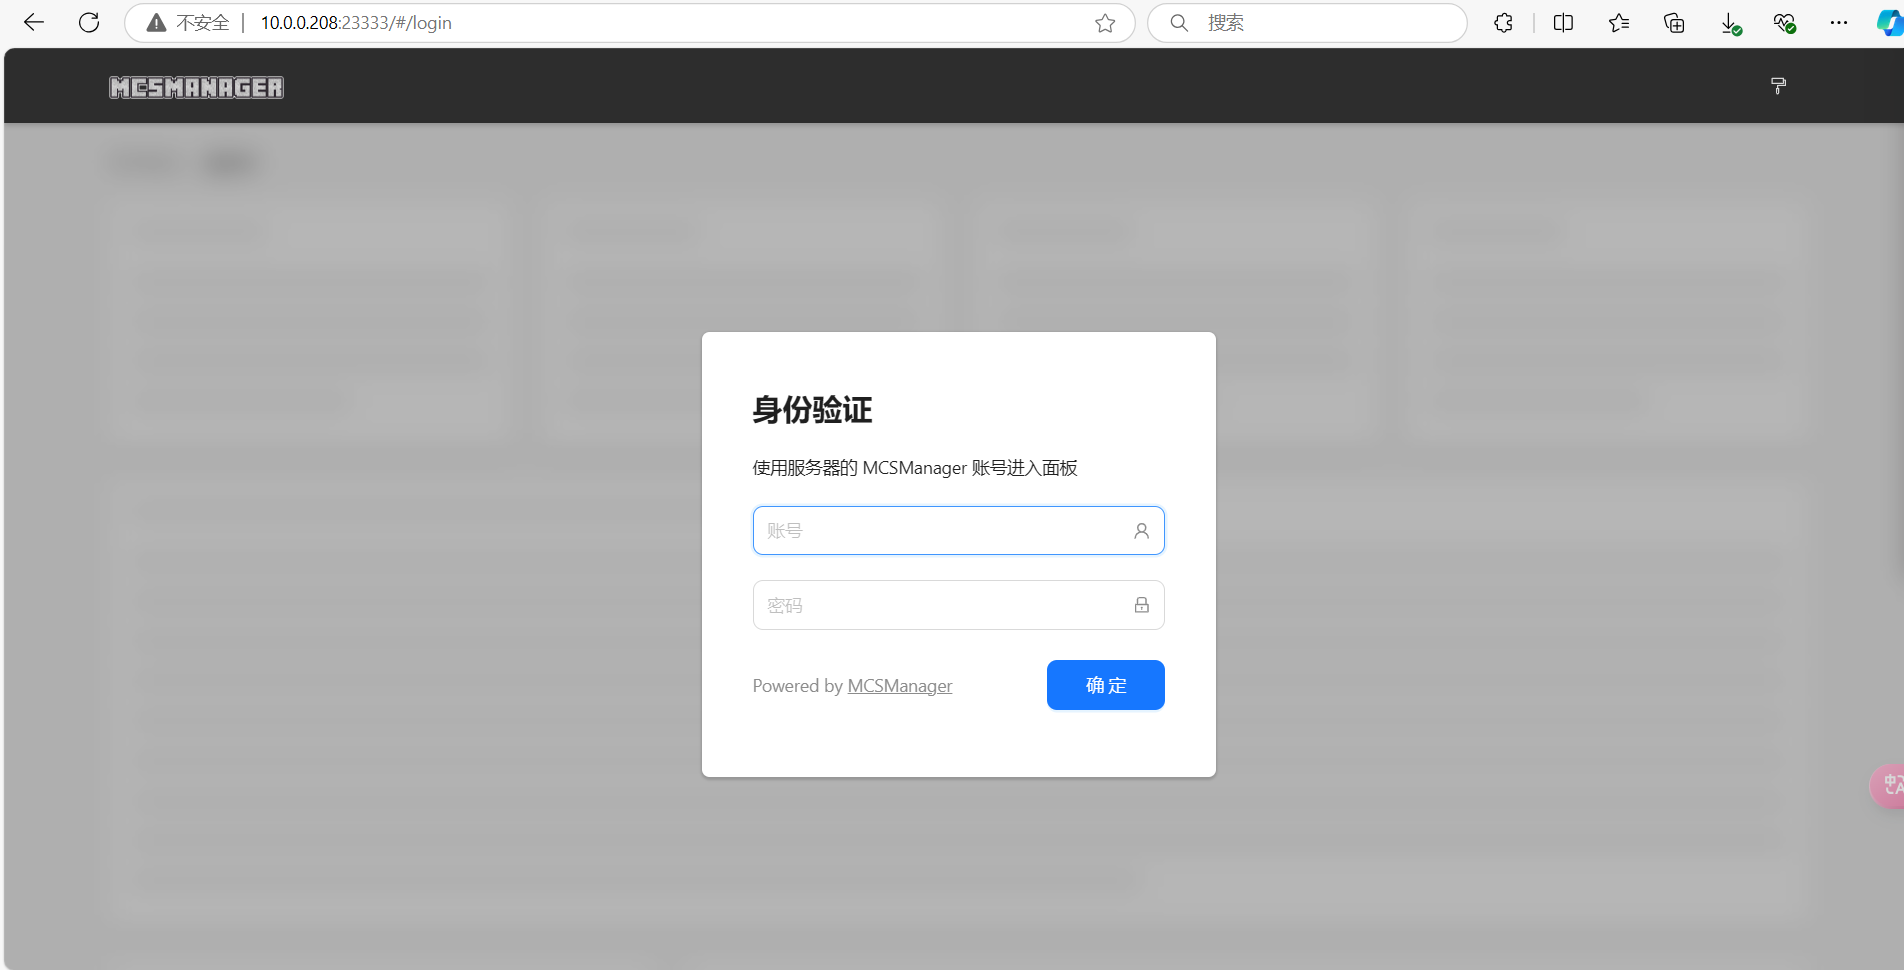 不安全 10.0.0.208:23333/#/login 搜索
MCSMANAGER
身份验证
使用服务器的 MCSManager 账号进入面板
账号
密码
Powered by MCSManager 确定
中A